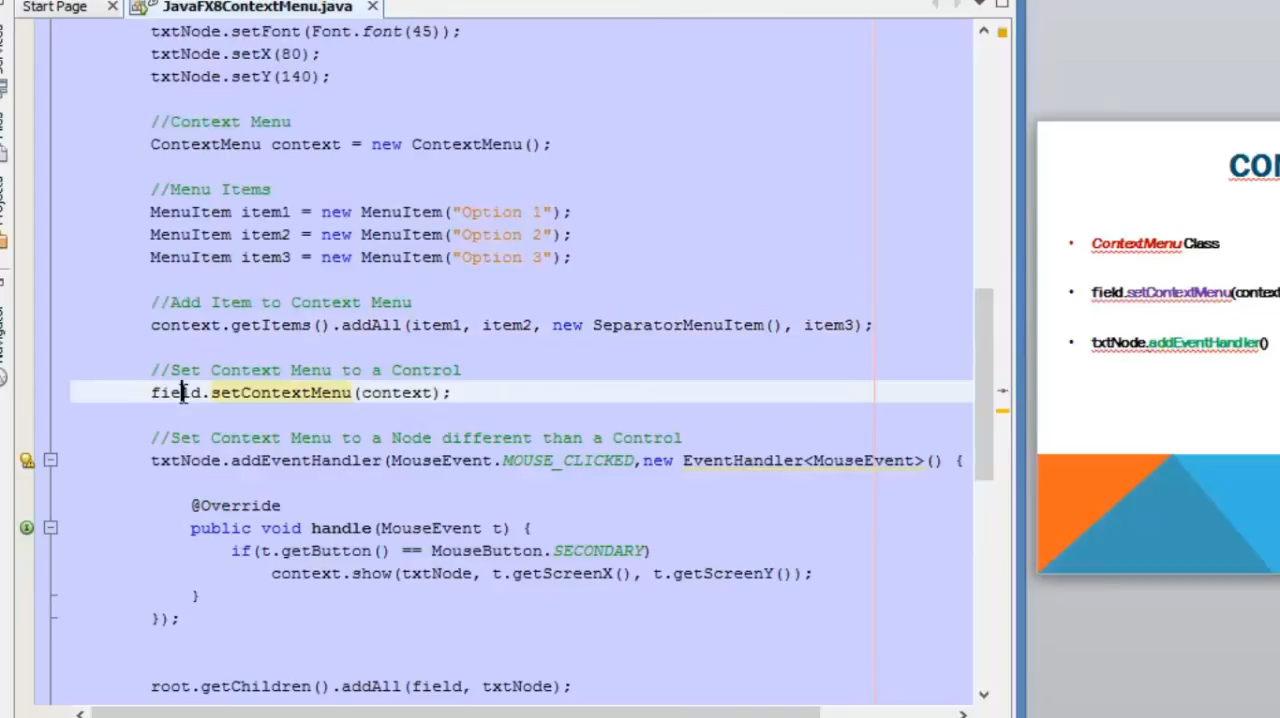 Start Page
JavaFX8ContextMenu.java
txtNode.setFont(Font.font(45));
txtNode.setX(80);
txtNode.setY(140);
//Context Menu
ContextMenu context = new ContextMenu();
//Menu Items
MenuItem item1 = new MenuItem("Option 1");
MenuItem item2 = new MenuItem("Option 2");
MenuItem item3 = new MenuItem("Option 3");
//Add Item to Context Menu
context.getItems().addAll(item1, item2, new SeparatorMenuItem(), item3);
//Set Context Menu to a Control
field.setContextMenu(context);
//Set Context Menu to a Node different than a Control
txtNode.addEventHandler(MouseEvent.MOUSE_CLICKED,new EventHandler<MouseEvent>() {
@Override
public void handle(MouseEvent t) {
if(t.getButton() == MouseButton.SECONDARY)
context.show(txtNode, t.getScreenX(), t.getScreenY());
}
});
root.getChildren().addAll(field, txtNode);
Navigator
CON
• ContextMenu Class
• field.setContextMenu(context
• txtNode.addEventHandler()